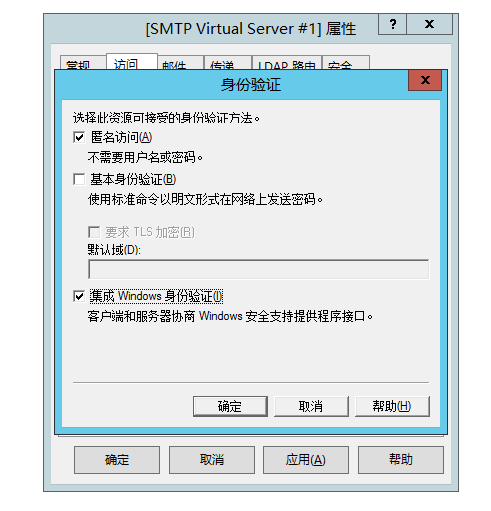 [SMTP Virtual Server #1] 属性
? x
常规 访问 邮件 传递 LDAP 路由 安全
身份验证
x
选择此资源可接受的身份验证方法。
匿名访问(A)
不需要用户名或密码。
基本身份验证(B)
使用标准命令以明文形式在网络上发送密码。
要求 TLS 加密(R)
默认域(D):
集成 Windows 身份验证(I)
客户端和服务器协商 Windows 安全支持提供程序接口。
确定 取消 帮助(H)
确定 取消 应用(A) 帮助